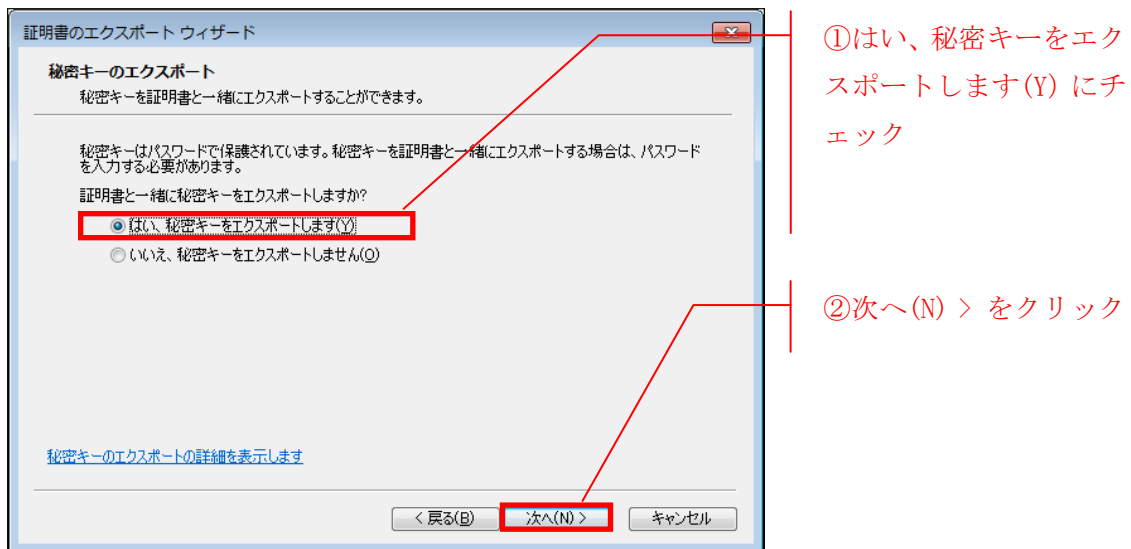 証明書のエクスポート ウィザード
秘密キーのエクスポート
秘密キーを証明書と一緒にエクスポートすることができます。
秘密キーはパスワードで保護されています。秘密キーを証明書と一緒にエクスポートする場合は、パスワード
を入力する必要があります。
証明書と一緒に秘密キーをエクスポートしますか?
はい、秘密キーをエクスポートします(Y)
いいえ、秘密キーをエクスポートしません(O)
秘密キーのエクスポートの詳細を表示します
< 戻る(B)
次へ(N) >
キャンセル
①はい、秘密キーをエク
スポートします(Y) にチ
ェック
②次へ(N) > をクリック